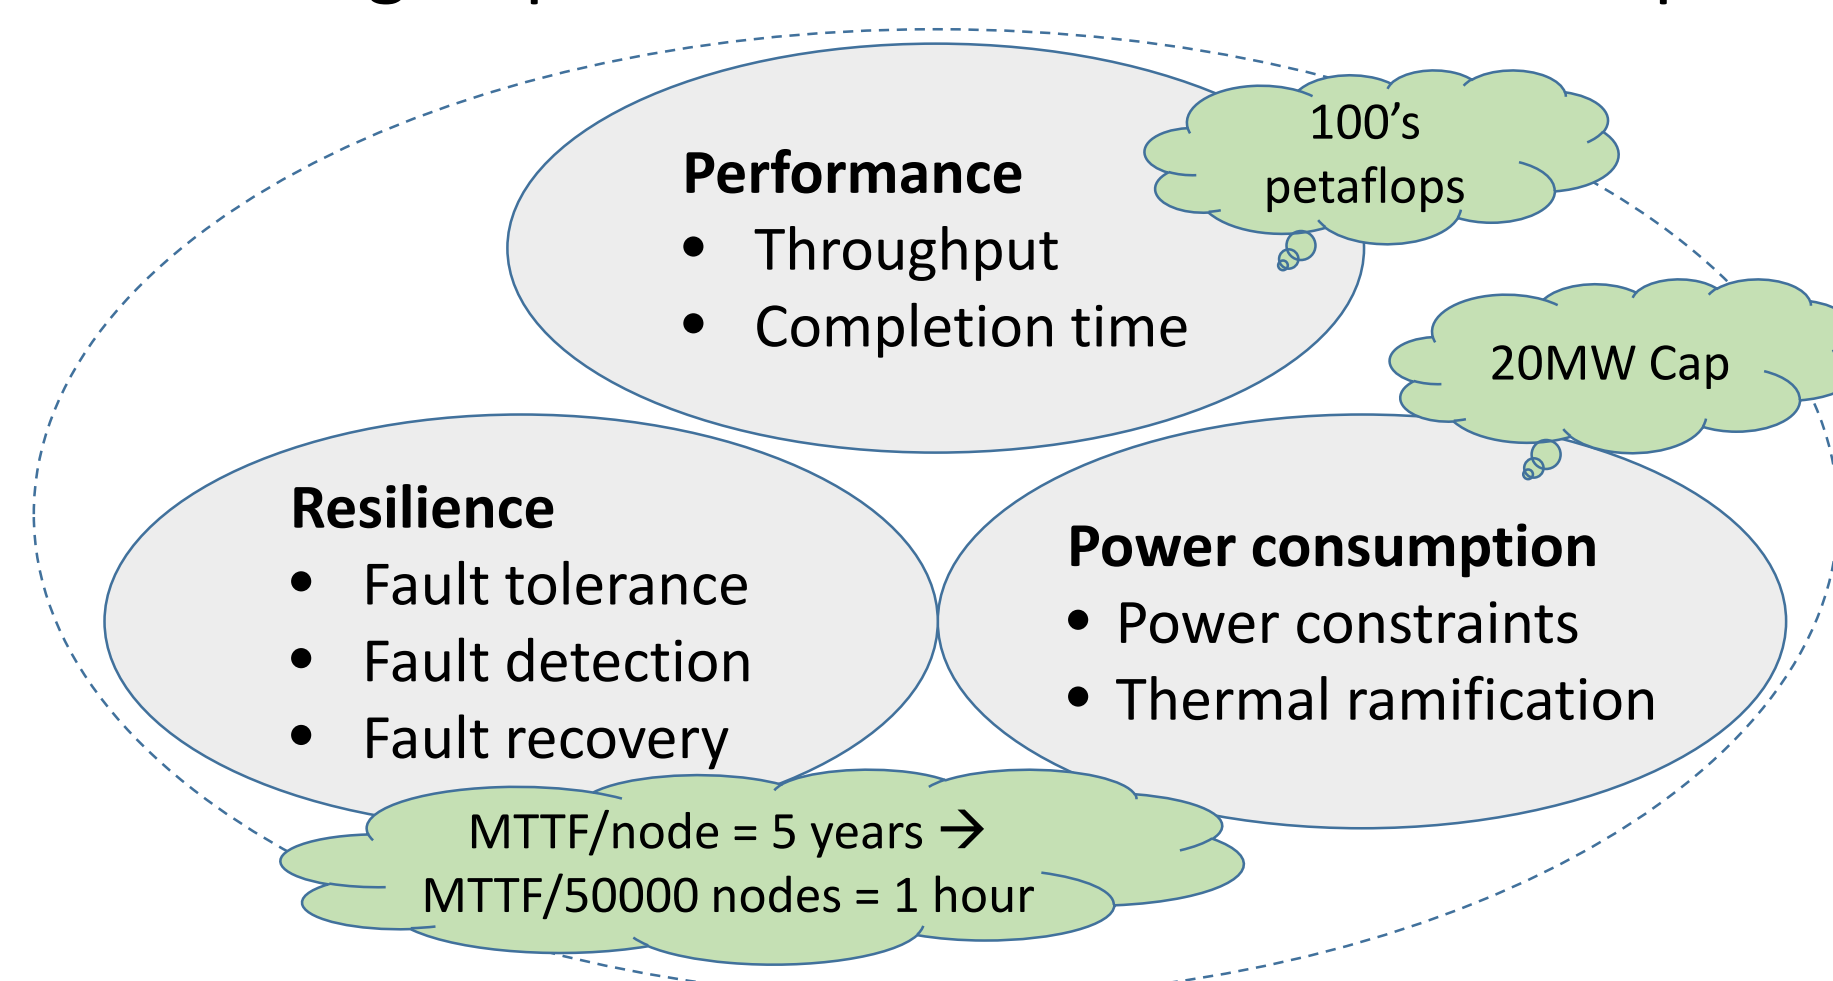 Performance
• Throughput
• Completion time
100’s
petaflops
20MW Cap
Resilience
• Fault tolerance
• Fault detection
• Fault recovery
Power consumption
• Power constraints
• Thermal ramification
MTTF/node = 5 years →
MTTF/50000 nodes = 1 hour